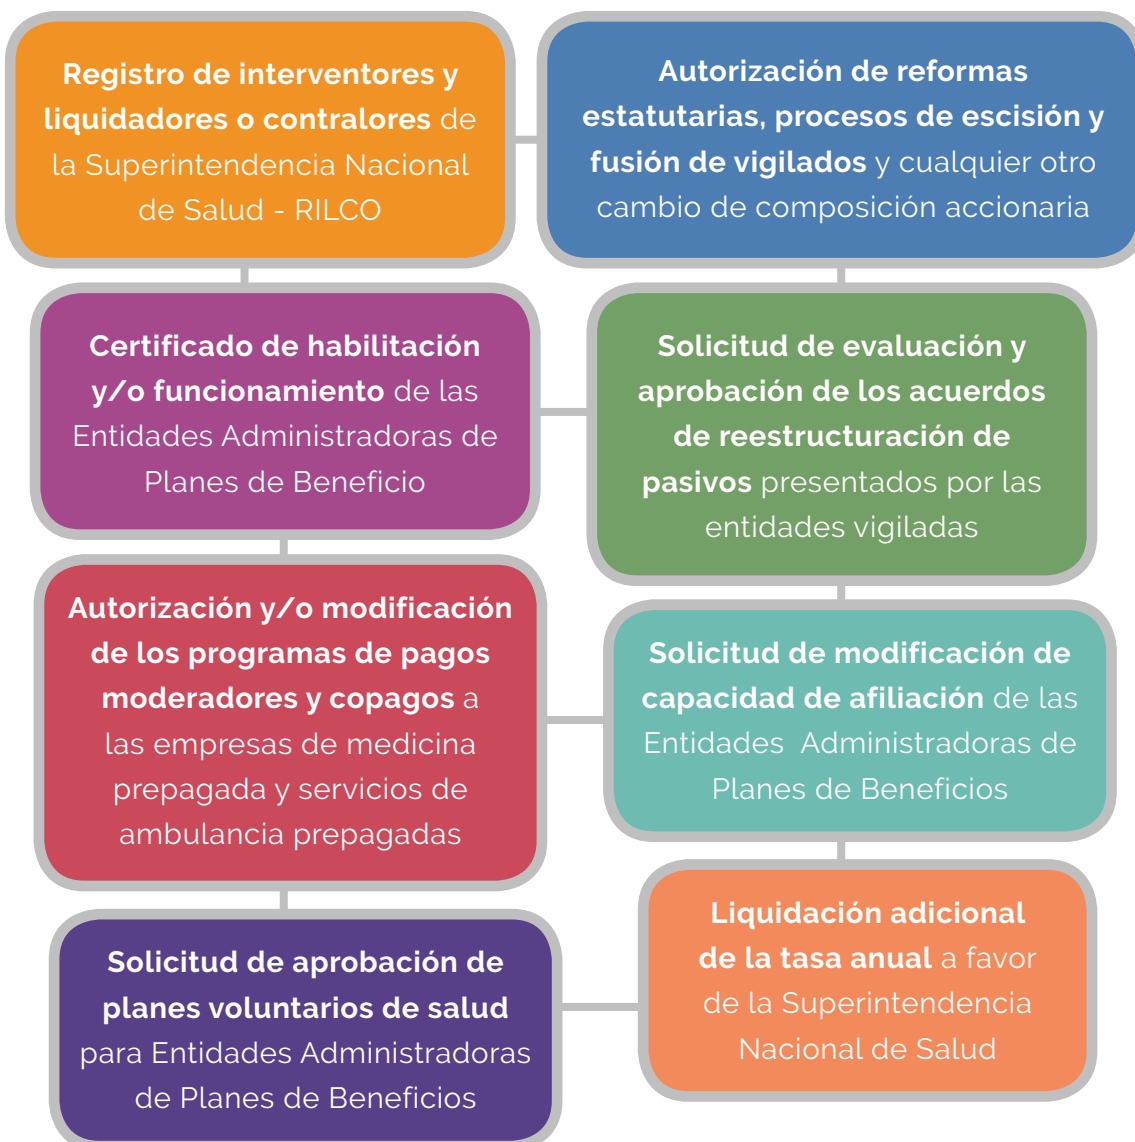 Registro de interventores y
liquidadores o contralores de
la Superintendencia Nacional
de Salud - RILCO
Autorización de reformas
estatutarias, procesos de escisión y
fusión de vigilados y cualquier otro
cambio de composición accionaria
Certificado de habilitación
y/o funcionamiento de las
Entidades Administradoras de
Planes de Beneficio
Solicitud de evaluación y
aprobación de los acuerdos
de reestructuración de
pasivos presentados por las
entidades vigiladas
Autorización y/o modificación
de los programas de pagos
moderadores y copagos a
las empresas de medicina
prepagada y servicios de
ambulancia prepagadas
Solicitud de modificación de
capacidad de afiliación de las
Entidades Administradoras de
Planes de Beneficios
Solicitud de aprobación de
planes voluntarios de salud
para Entidades Administradoras
de Planes de Beneficios
Liquidación adicional
de la tasa anual a favor
de la Superintendencia
Nacional de Salud